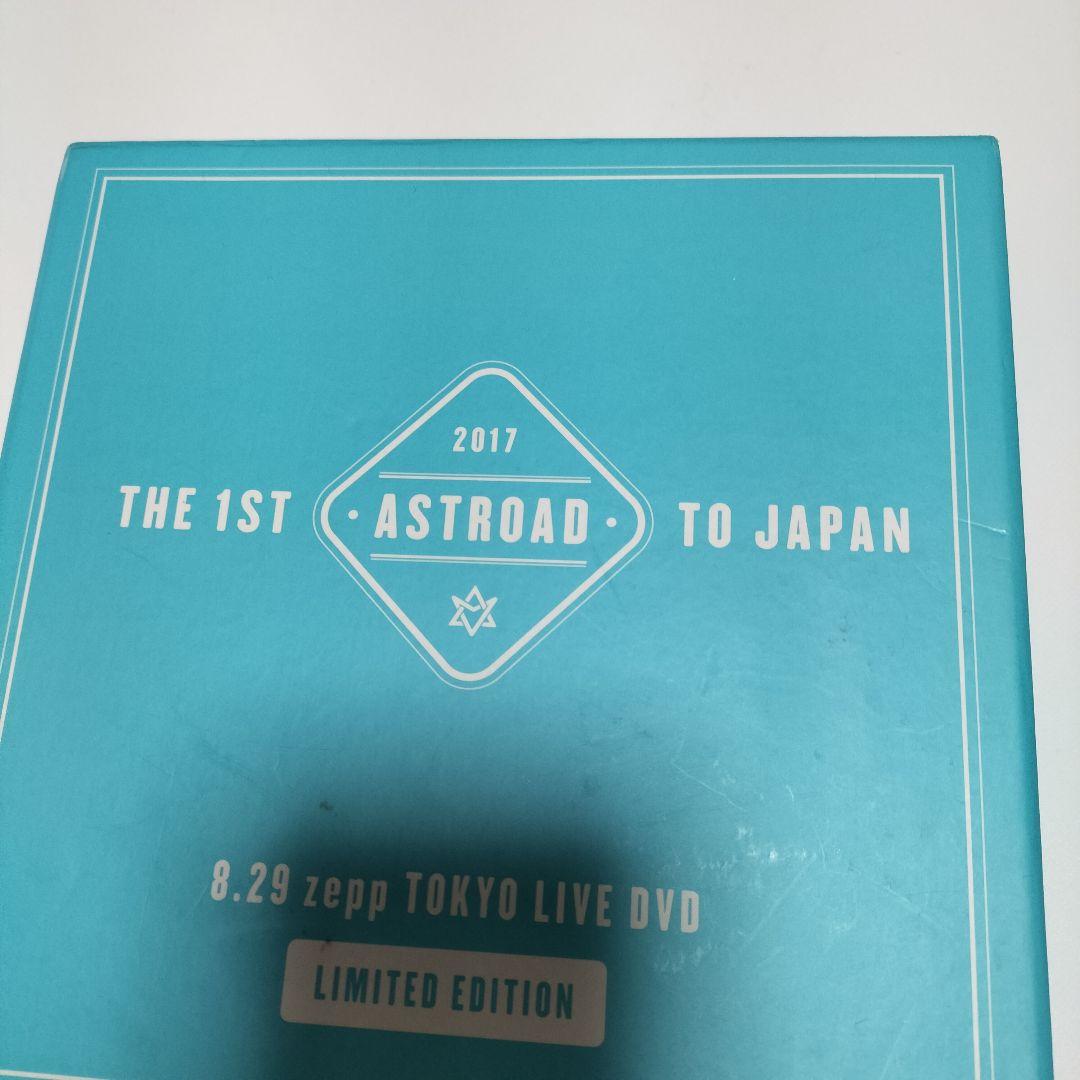 2017
THE 1ST · ASTROAD · TO JAPAN
8.29 zepp TOKYO LIVE DVD
LIMITED EDITION